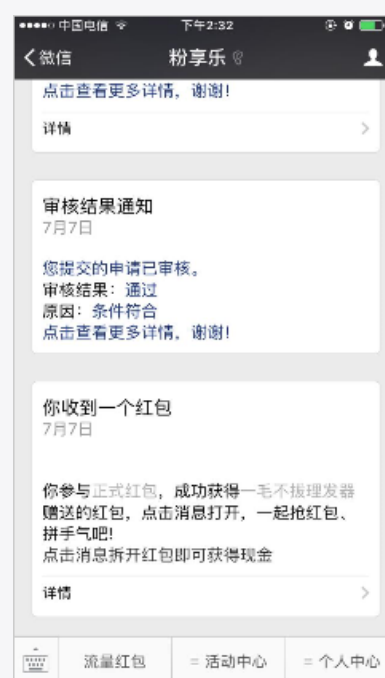 中国电信
下午2:32
微信
粉享乐
点击查看更多详情，谢谢!
详情
审核结果通知
7月7日
您提交的申请已审核。
审核结果：通过
原因：条件符合
点击查看更多详情，谢谢!
你收到一个红包
7月7日
你参与正式红包，成功获得一毛不拔理发器
赠送的红包，点击消息打开，一起抢红包、
拼手气吧!
点击消息拆开红包即可获得现金
详情
流量红包
= 活动中心
= 个人中心